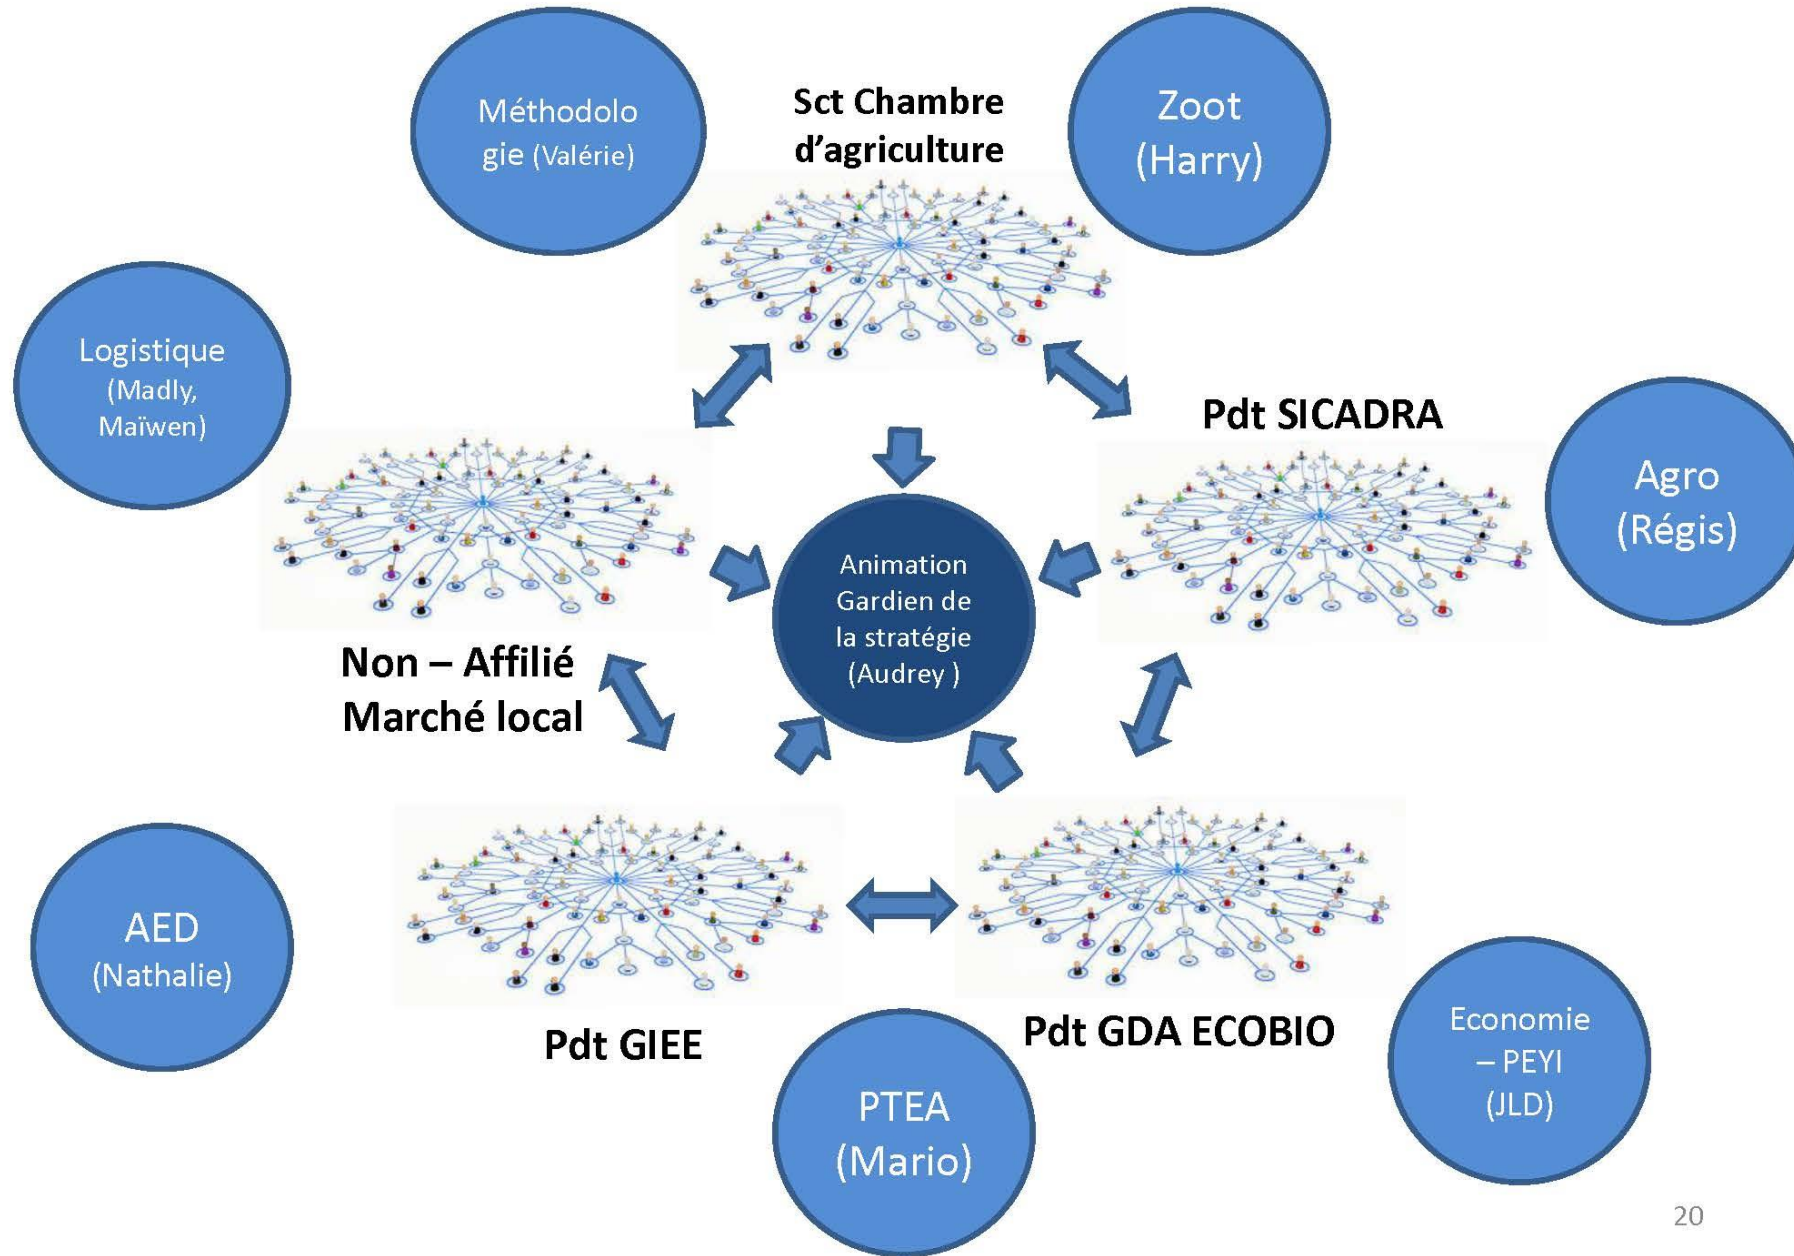 Méthodolo
gie (Valérie)
Sct Chambre
d’agriculture
Zoot
(Harry)
Logistique
(Madly,
Maïwen)
Pdt SICADRA
Agro
(Régis)
Animation
Gardien de
la stratégie
(Audrey )
Non – Affilié
Marché local
AED
(Nathalie)
Pdt GIEE
Pdt GDA ECOBIO
PTEA
(Mario)
Economie
– PEYI
(JLD)
20